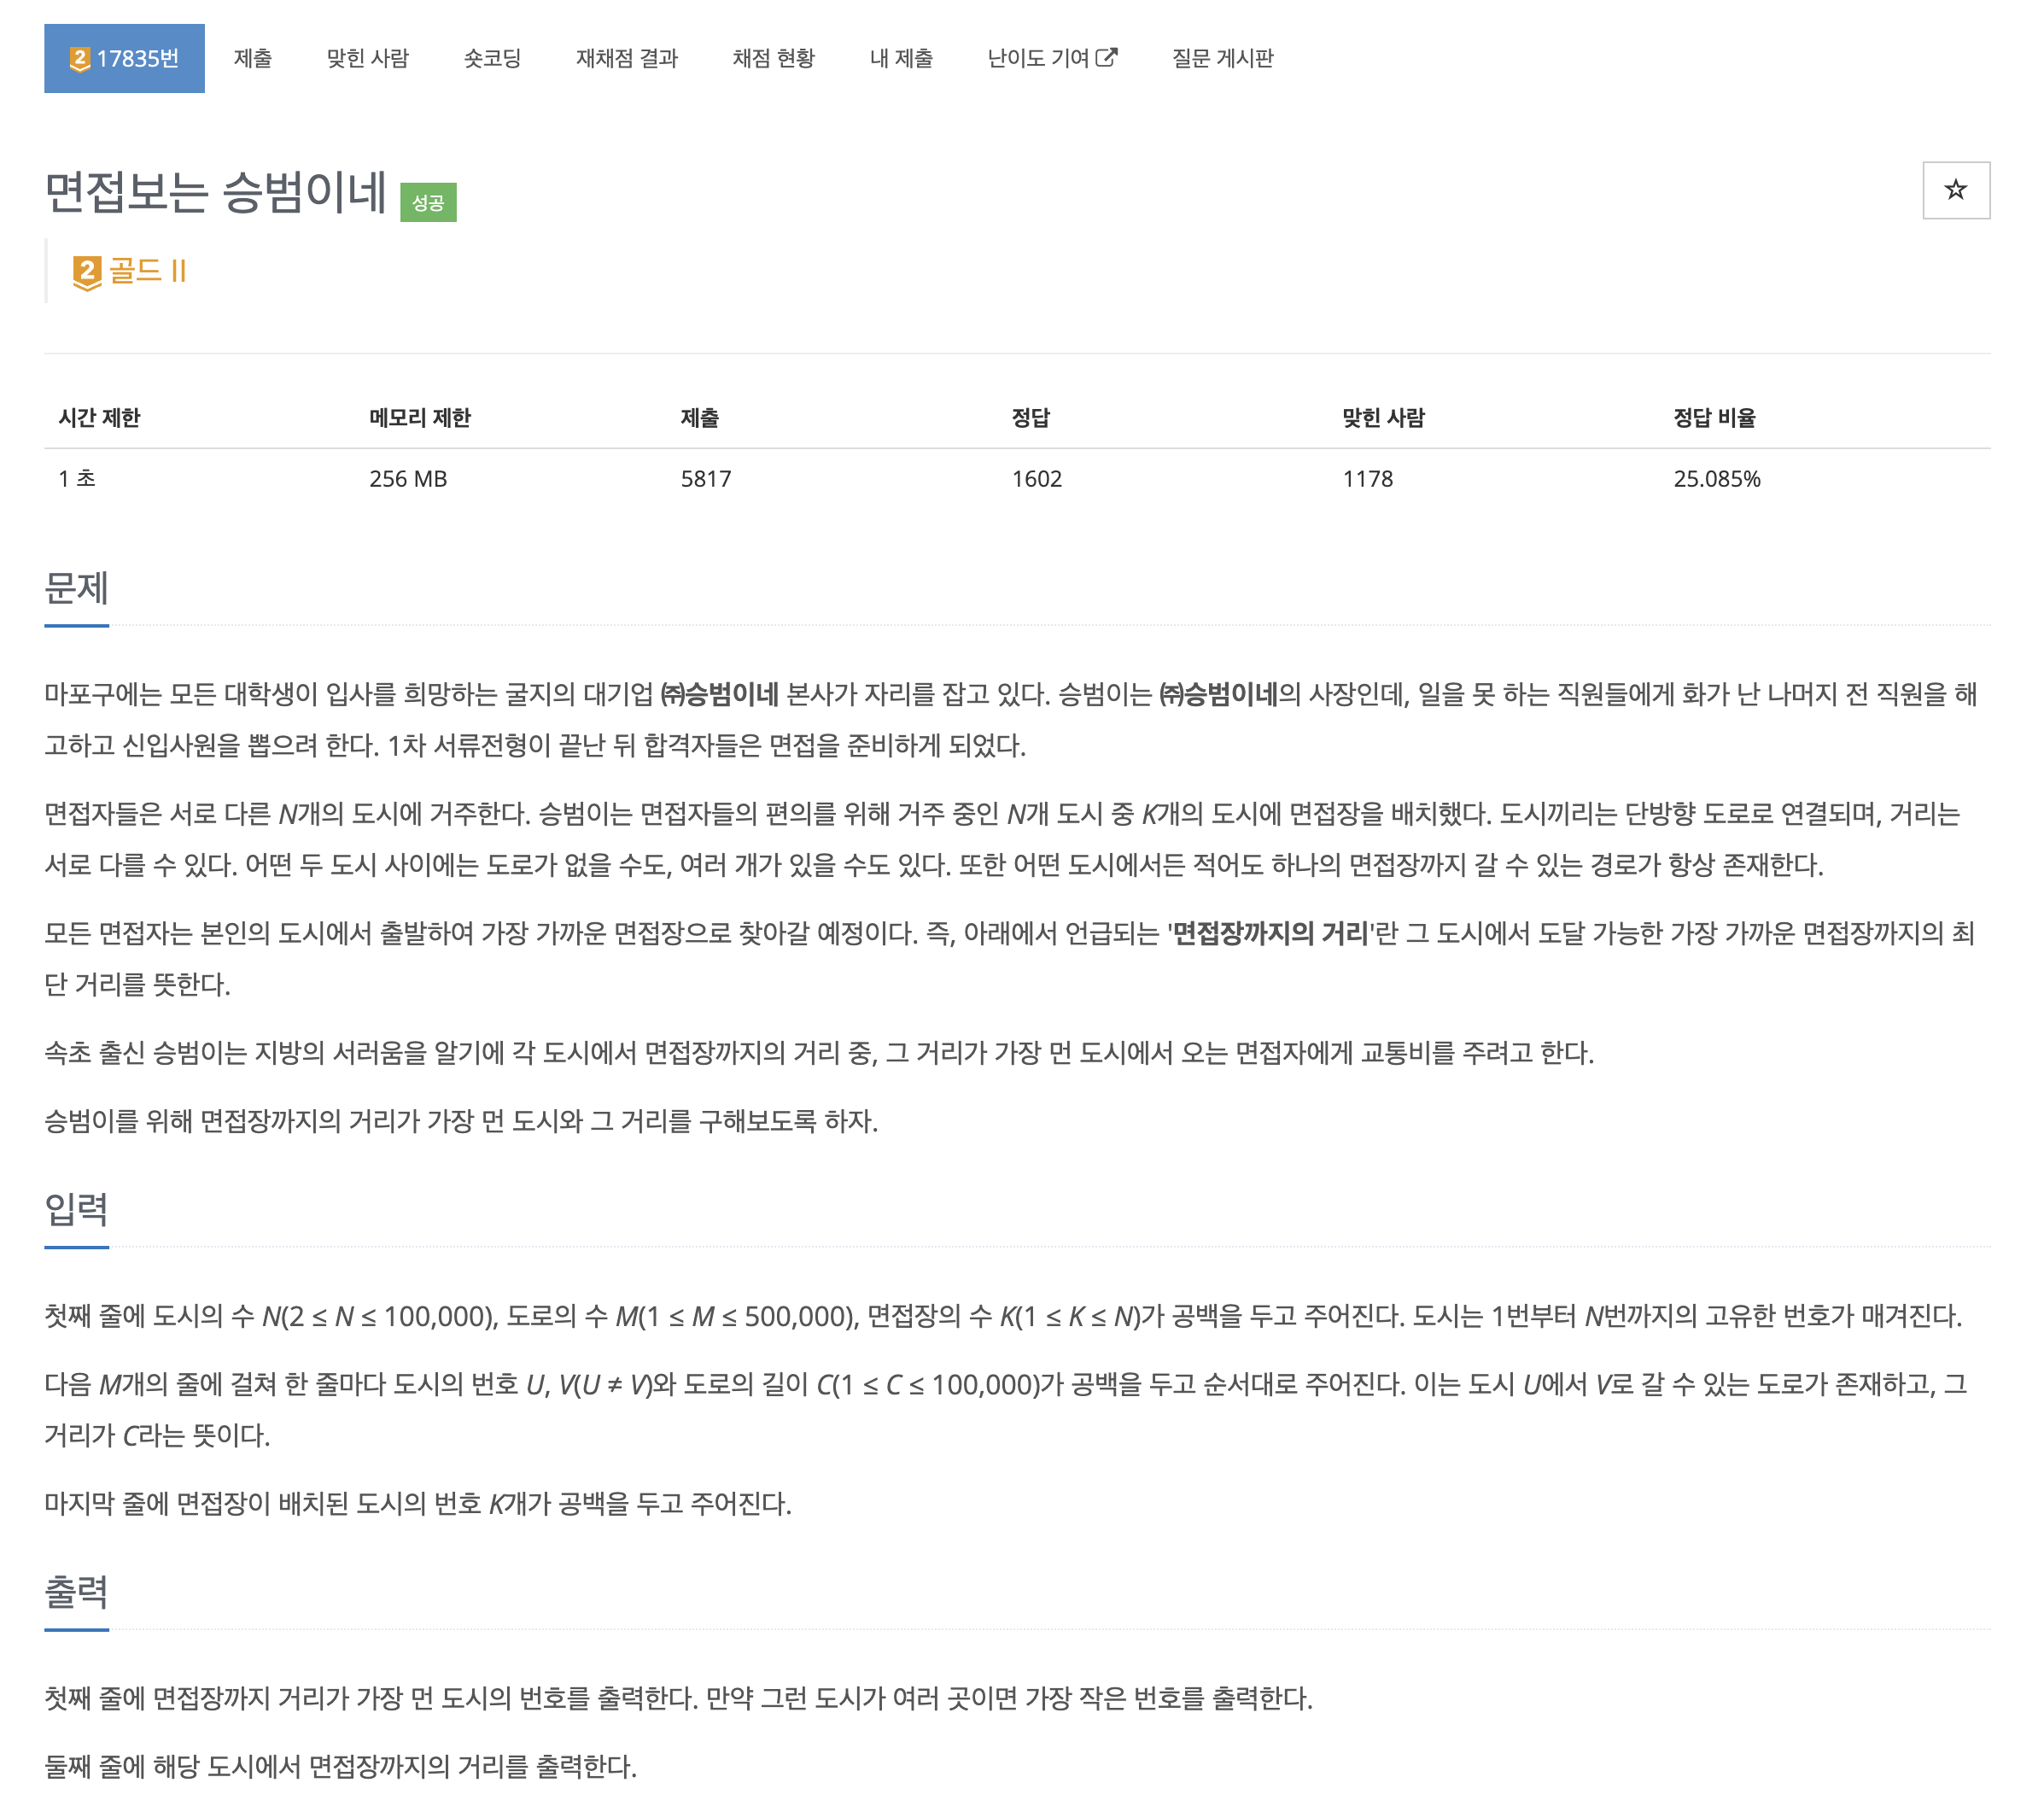 2 17835번 제출 맞힌 사람 숏코딩 재채점 결과 채점 현황 내 제출 난이도 기여 질문 게시판
면접보는 승범이네 성공
2 골드 II
시간 제한 메모리 제한 제출 정답 맞힌 사람 정답 비율
1 초 256 MB 5817 1602 1178 25.085%
문제
마포구에는 모든 대학생이 입사를 희망하는 굴지의 대기업 ㈜승범이네 본사가 자리를 잡고 있다. 승범이는 ㈜승범이네의 사장인데, 일을 못 하는 직원들에게 화가 난 나머지 전 직원을 해
고하고 신입사원을 뽑으려 한다. 1차 서류전형이 끝난 뒤 합격자들은 면접을 준비하게 되었다.
면접자들은 서로 다른 N개의 도시에 거주한다. 승범이는 면접자들의 편의를 위해 거주 중인 N개 도시 중 K개의 도시에 면접장을 배치했다. 도시끼리는 단방향 도로로 연결되며, 거리는
서로 다를 수 있다. 어떤 두 도시 사이에는 도로가 없을 수도, 여러 개가 있을 수도 있다. 또한 어떤 도시에서든 적어도 하나의 면접장까지 갈 수 있는 경로가 항상 존재한다.
모든 면접자는 본인의 도시에서 출발하여 가장 가까운 면접장으로 찾아갈 예정이다. 즉, 아래에서 언급되는 '면접장까지의 거리'란 그 도시에서 도달 가능한 가장 가까운 면접장까지의 최
단 거리를 뜻한다.
속초 출신 승범이는 지방의 서러움을 알기에 각 도시에서 면접장까지의 거리 중, 그 거리가 가장 먼 도시에서 오는 면접자에게 교통비를 주려고 한다.
승범이를 위해 면접장까지의 거리가 가장 먼 도시와 그 거리를 구해보도록 하자.
입력
첫째 줄에 도시의 수 N(2 ≤ N ≤ 100,000), 도로의 수 M(1 ≤ M ≤ 500,000), 면접장의 수 K(1 ≤ K ≤ N)가 공백을 두고 주어진다. 도시는 1번부터 N번까지의 고유한 번호가 매겨진다.
다음 M개의 줄에 걸쳐 한 줄마다 도시의 번호 U, V(U ≠ V)와 도로의 길이 C(1 ≤ C ≤ 100,000)가 공백을 두고 순서대로 주어진다. 이는 도시 U에서 V로 갈 수 있는 도로가 존재하고, 그
거리가 C라는 뜻이다.
마지막 줄에 면접장이 배치된 도시의 번호 K개가 공백을 두고 주어진다.
출력
첫째 줄에 면접장까지 거리가 가장 먼 도시의 번호를 출력한다. 만약 그런 도시가 여러 곳이면 가장 작은 번호를 출력한다.
둘째 줄에 해당 도시에서 면접장까지의 거리를 출력한다.